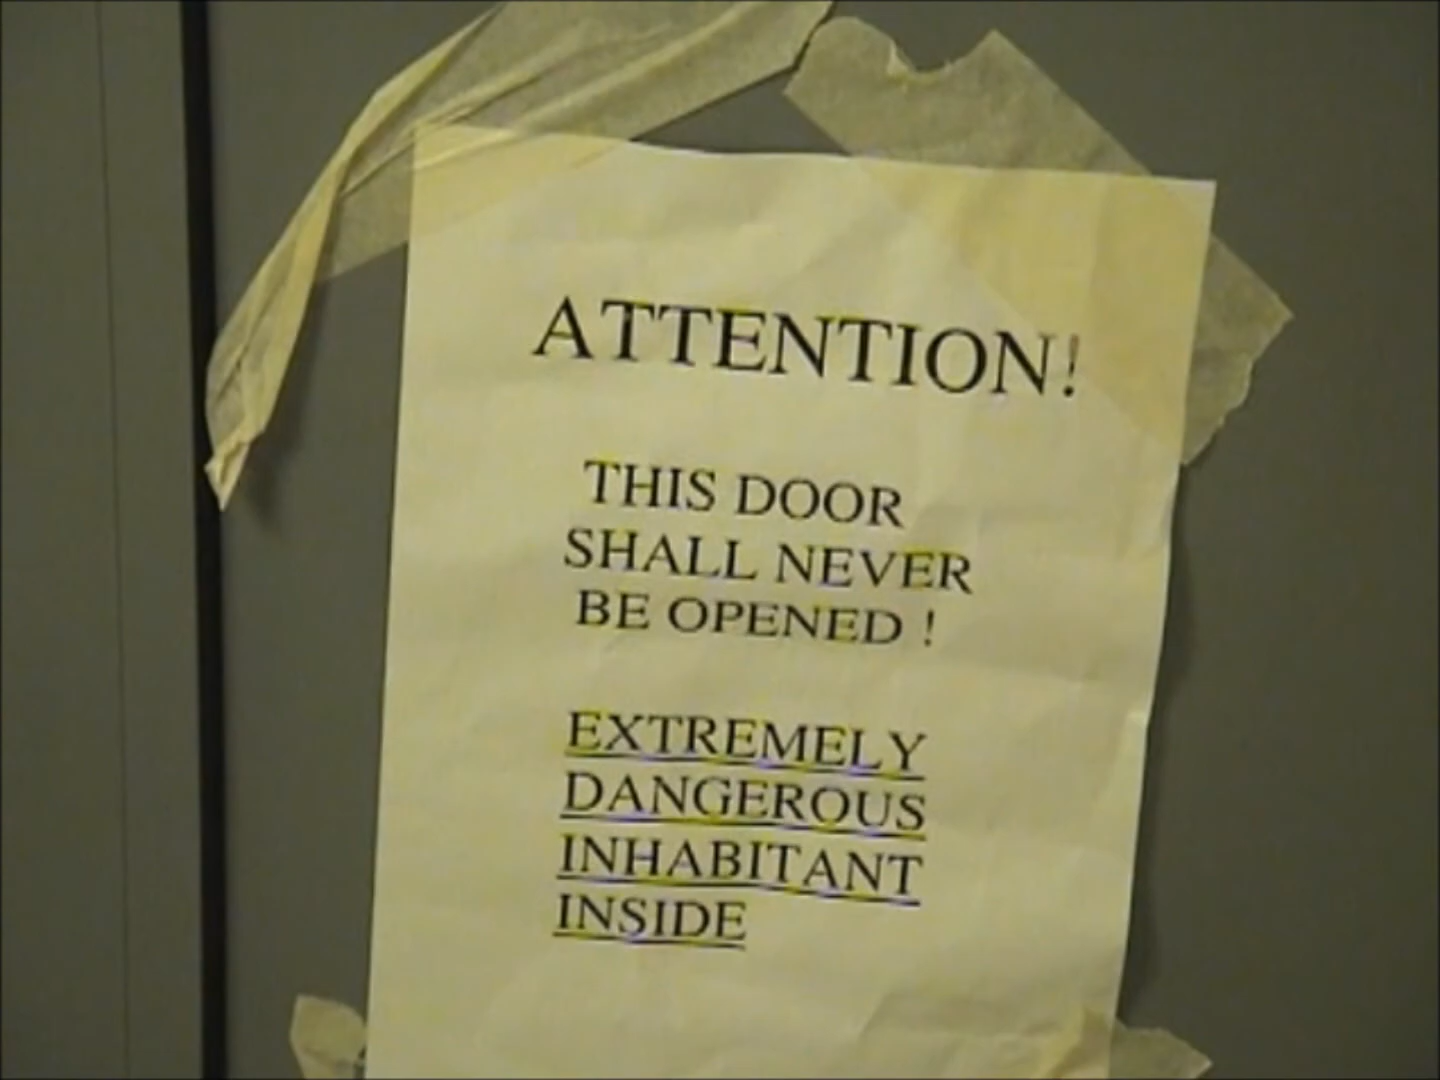 ATTENTION!
THIS DOOR
SHALL NEVER
BE OPENED !
EXTREMELY
DANGEROUS
INHABITANT
INSIDE